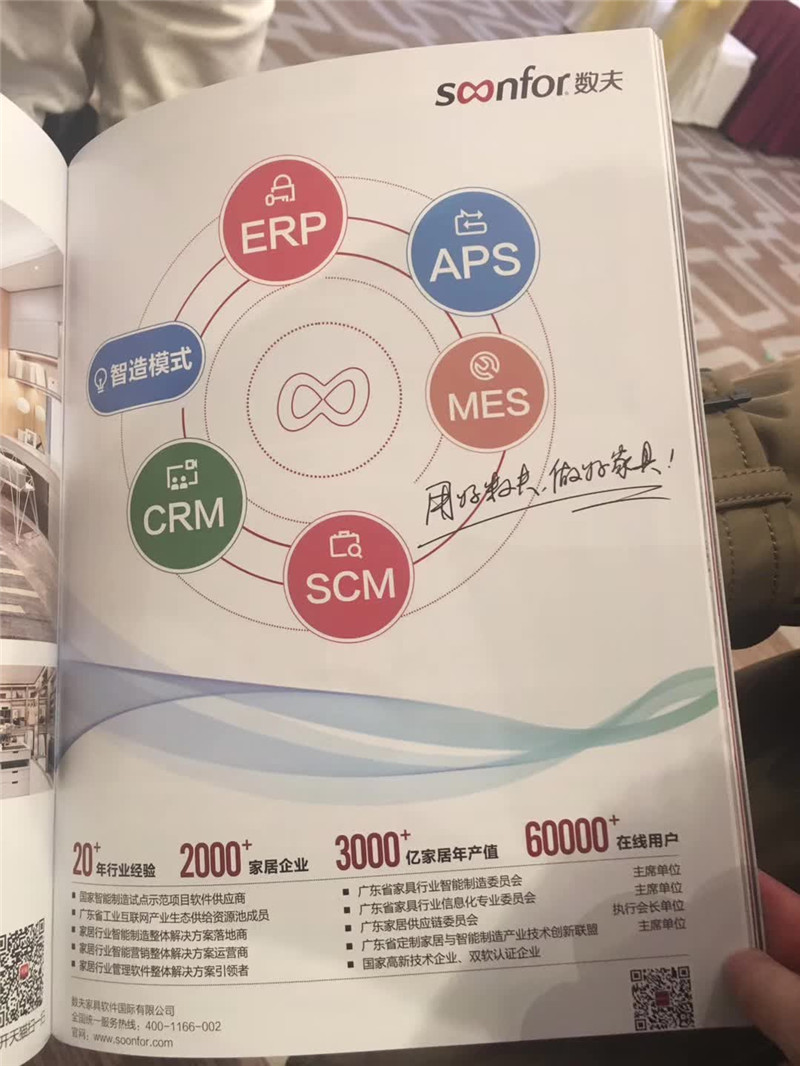 soonfor 数夫
ERP
APS
智造模式
MES
CRM
SCM
用好数夫、做好家具！
20+年行业经验
2000+家居企业
3000+亿家居年产值
60000+在线用户
国家智能制造试点示范项目软件供应商
广东省工业互联网产业生态供给资源池成员
家居行业智能制造整体解决方案落地商
家居行业智能营销整体解决方案运营商
家居行业管理软件整体解决方案引领者
广东省家具行业智能制造委员会 主席单位
广东省家具行业信息化专业委员会 主席单位
广东家居供应链委员会 执行会长单位
广东省定制家居与智能制造产业技术创新联盟 主席单位
国家高新技术企业、双软认证企业
数夫家具软件国际有限公司
全国统一服务热线：400-1166-002
官网：www.soonfor.com
开天猫扫一扫